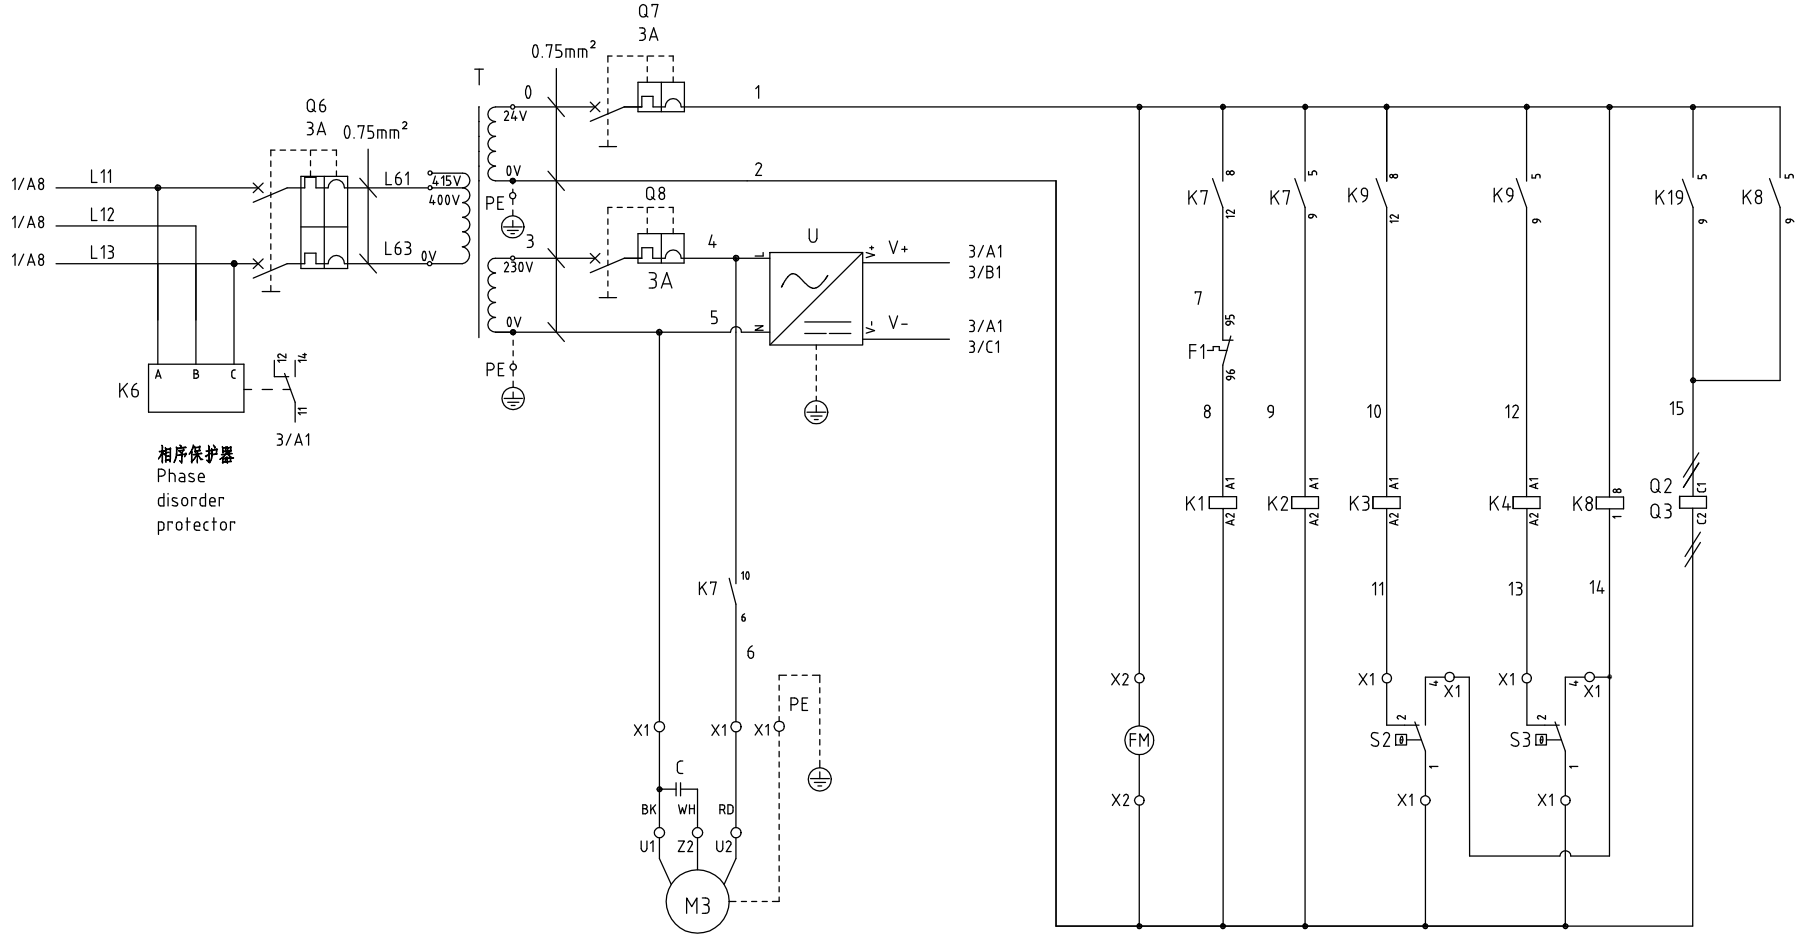 Q7
3A
0.75mm²
T
0
1
24V
Q6
3A
0.75mm²
0V
2
1/A8
L11
L61
415V
400V
PE
Q8
1/A8
L12
3
4
U
1/A8
L13
L63
0V
230V
3A
L
V+
V+
3/A1
3/B1
0V
5
N
V-
V-
3/A1
3/C1
PE
A
B
C
K6
12
14
11
3/A1
相序保护器
Phase
disorder
protector
K7
8
12
K7
5
9
K9
8
12
K9
5
9
K19
5
9
K8
5
9
7
95
F1
96
8
9
10
12
15
K1
A1
A2
K2
A1
A2
K3
A1
A2
K4
A1
A2
K8
8
1
Q2
Q3
C1
C2
K7
10
6
6
11
13
14
X2
X1
4
X1
X1
4
X1
PE
X1
X1
X1
FM
S2
2
1
S3
2
1
C
X2
X1
X1
BK
WH
RD
U1
Z2
U2
M3